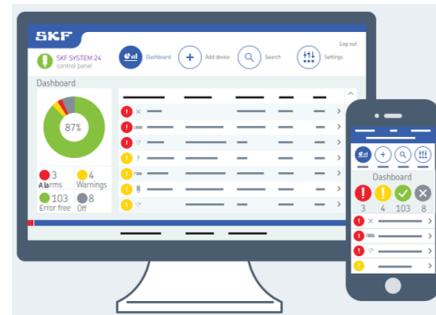 SKF
Log out
SKF SYSTEM 24
control panel
Dashboard
Add device
Search
Settings
Dashboard
87%
3
Alarms
4
Warnings
103
Error free
8
Off
Dashboard
3 4 103 8